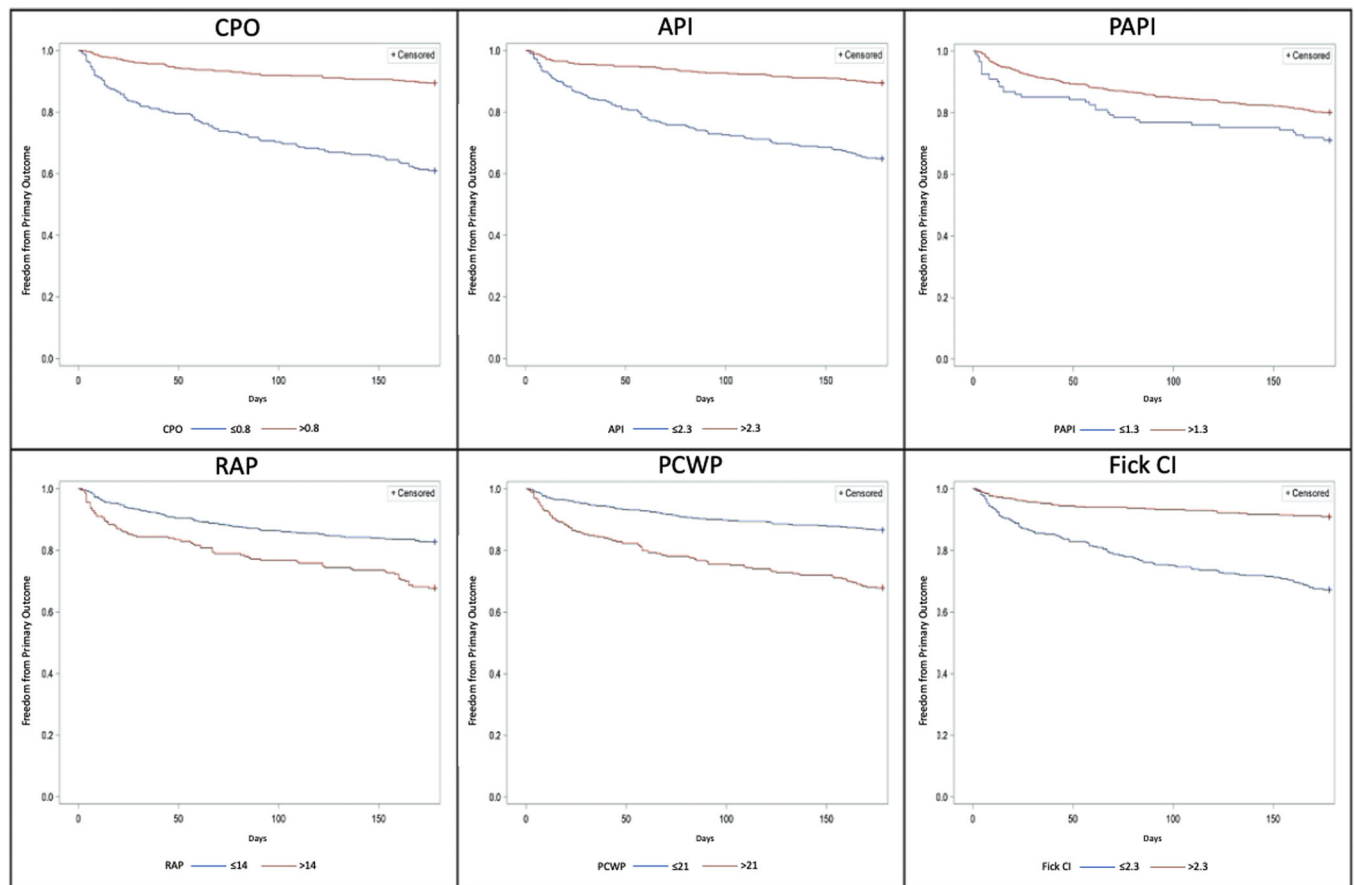 CPO
+ Censored
Freedom from Primary Outcome
1.0
0.8
0.6
0.4
0.2
0.0
0 50 100 150
Days
CPO ≤0.8 >0.8
API
+ Censored
Freedom from Primary Outcome
1.0
0.8
0.6
0.4
0.2
0.0
0 50 100 150
Days
API ≤2.3 >2.3
PAPI
+ Censored
Freedom from Primary Outcome
1.0
0.8
0.6
0.4
0.2
0.0
0 50 100 150
Days
PAPI ≤1.3 >1.3
RAP
+ Censored
Freedom from Primary Outcome
1.0
0.8
0.6
0.4
0.2
0.0
0 50 100 150
Days
RAP ≤14 >14
PCWP
+ Censored
Freedom from Primary Outcome
1.0
0.8
0.6
0.4
0.2
0.0
0 50 100 150
Days
PCWP ≤21 >21
Fick CI
+ Censored
Freedom from Primary Outcome
1.0
0.8
0.6
0.4
0.2
0.0
0 50 100 150
Days
Fick CI ≤2.3 >2.3